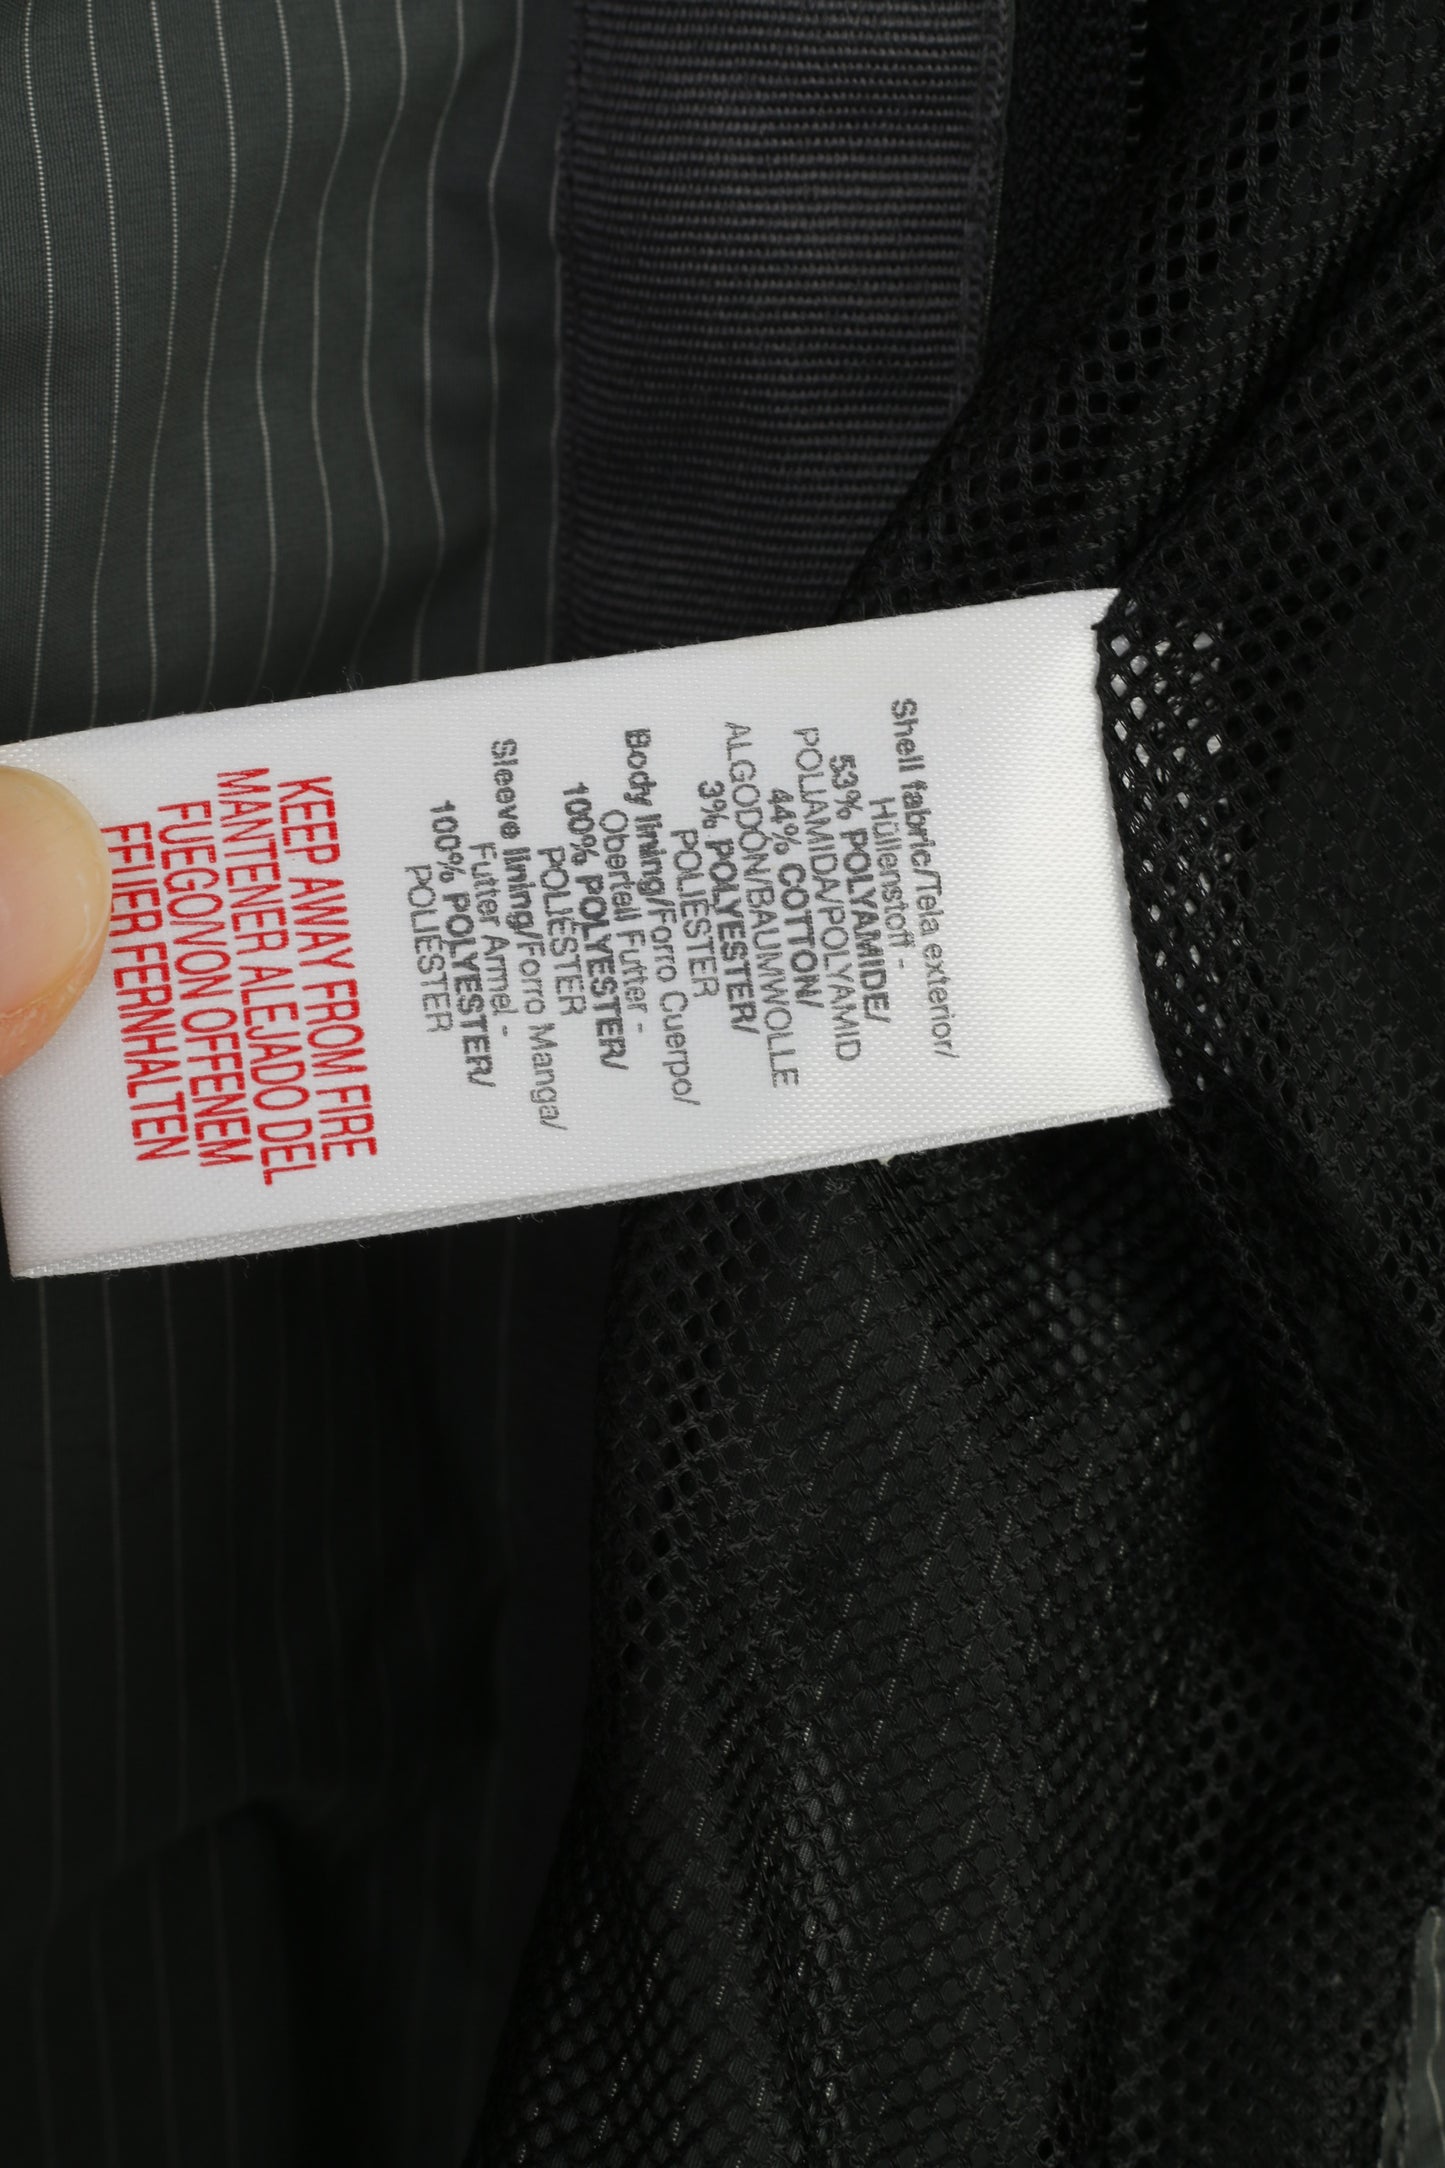 Shell fabric/Tela exterior/
Hüllenstoff -
53% POLYAMIDE/
POLIAMIDA/POLYAMID
44% COTTON/
ALGODÓN/BAUMWOLLE
3% POLYESTER/
POLIÉSTER
Body lining/Forro Cuerpo/
Oberteil Futter -
100% POLYESTER/
POLIÉSTER
Sleeve lining/Forro Manga/
Futter Armel -
100% POLYESTER/
POLIÉSTER
KEEP AWAY FROM FIRE
MANTENER ALEJADO DEL
FUEGO/VON OFFENEM
FFUER FERNHALTEN